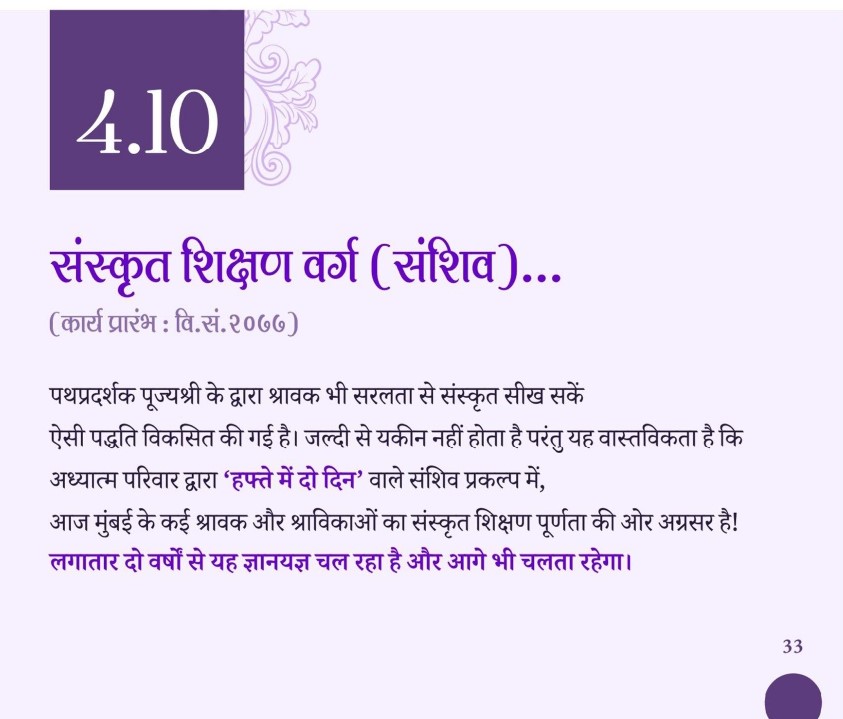 4.10
संस्कृत शिक्षण वर्ग (संशिव)...
(कार्य प्रारंभ : वि.सं.२०७७)
पथप्रदर्शक पूज्यश्री के द्वारा श्रावक भी सरलता से संस्कृत सीख सकें
ऐसी पद्धति विकसित की गई है। जल्दी से यकीन नहीं होता है परंतु यह वास्तविकता है कि
अध्यात्म परिवार द्वारा ‘हफ्ते में दो दिन’ वाले संशिव प्रकल्प में,
आज मुंबई के कई श्रावक और श्राविकाओं का संस्कृत शिक्षण पूर्णता की ओर अग्रसर है!
लगातार दो वर्षों से यह ज्ञानयज्ञ चल रहा है और आगे भी चलता रहेगा।
33